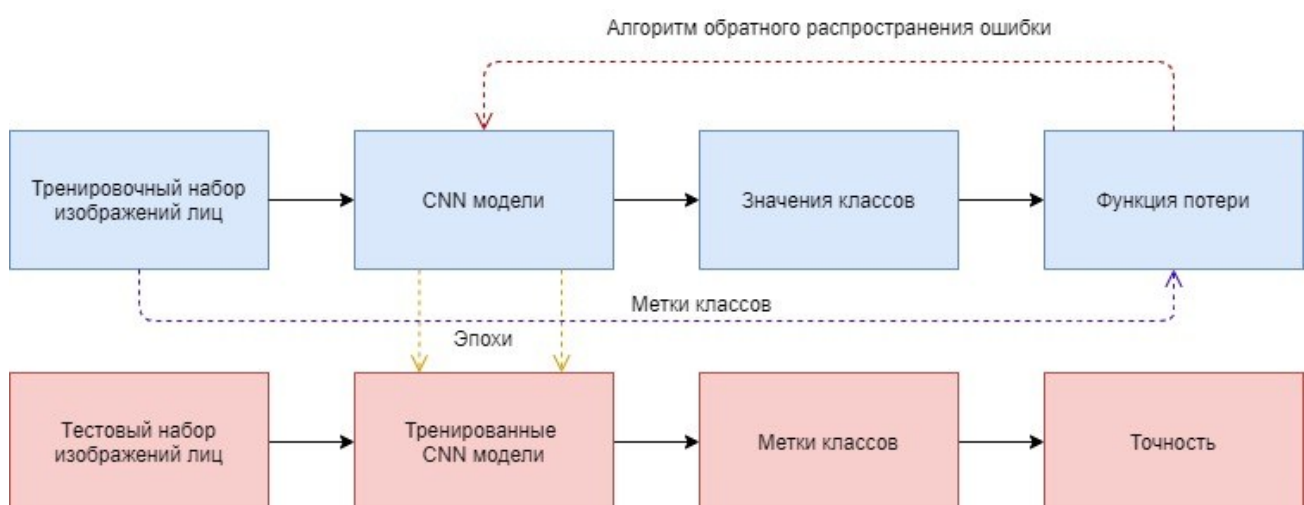 Алгоритм обратного распространения ошибки
Тренировочный набор
изображений лиц
CNN модели
Значения классов
Функция потери
Метки классов
Эпохи
Тестовый набор
изображений лиц
Тренированные
CNN модели
Метки классов
Точность